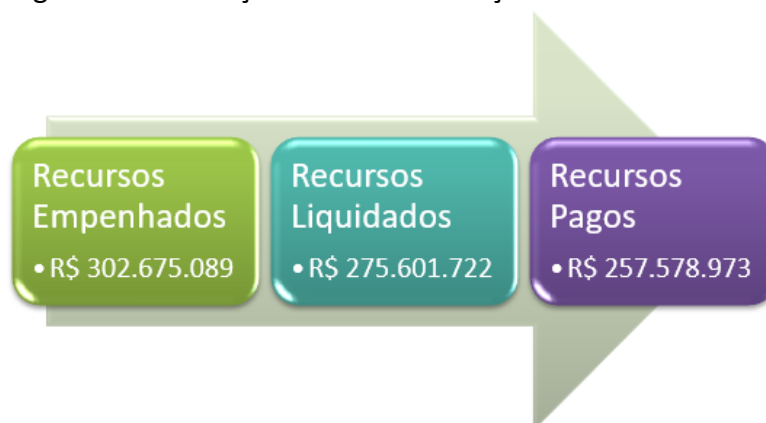 Recursos
Empenhados
• R$ 302.675.089
Recursos
Liquidados
• R$ 275.601.722
Recursos
Pagos
• R$ 257.578.973